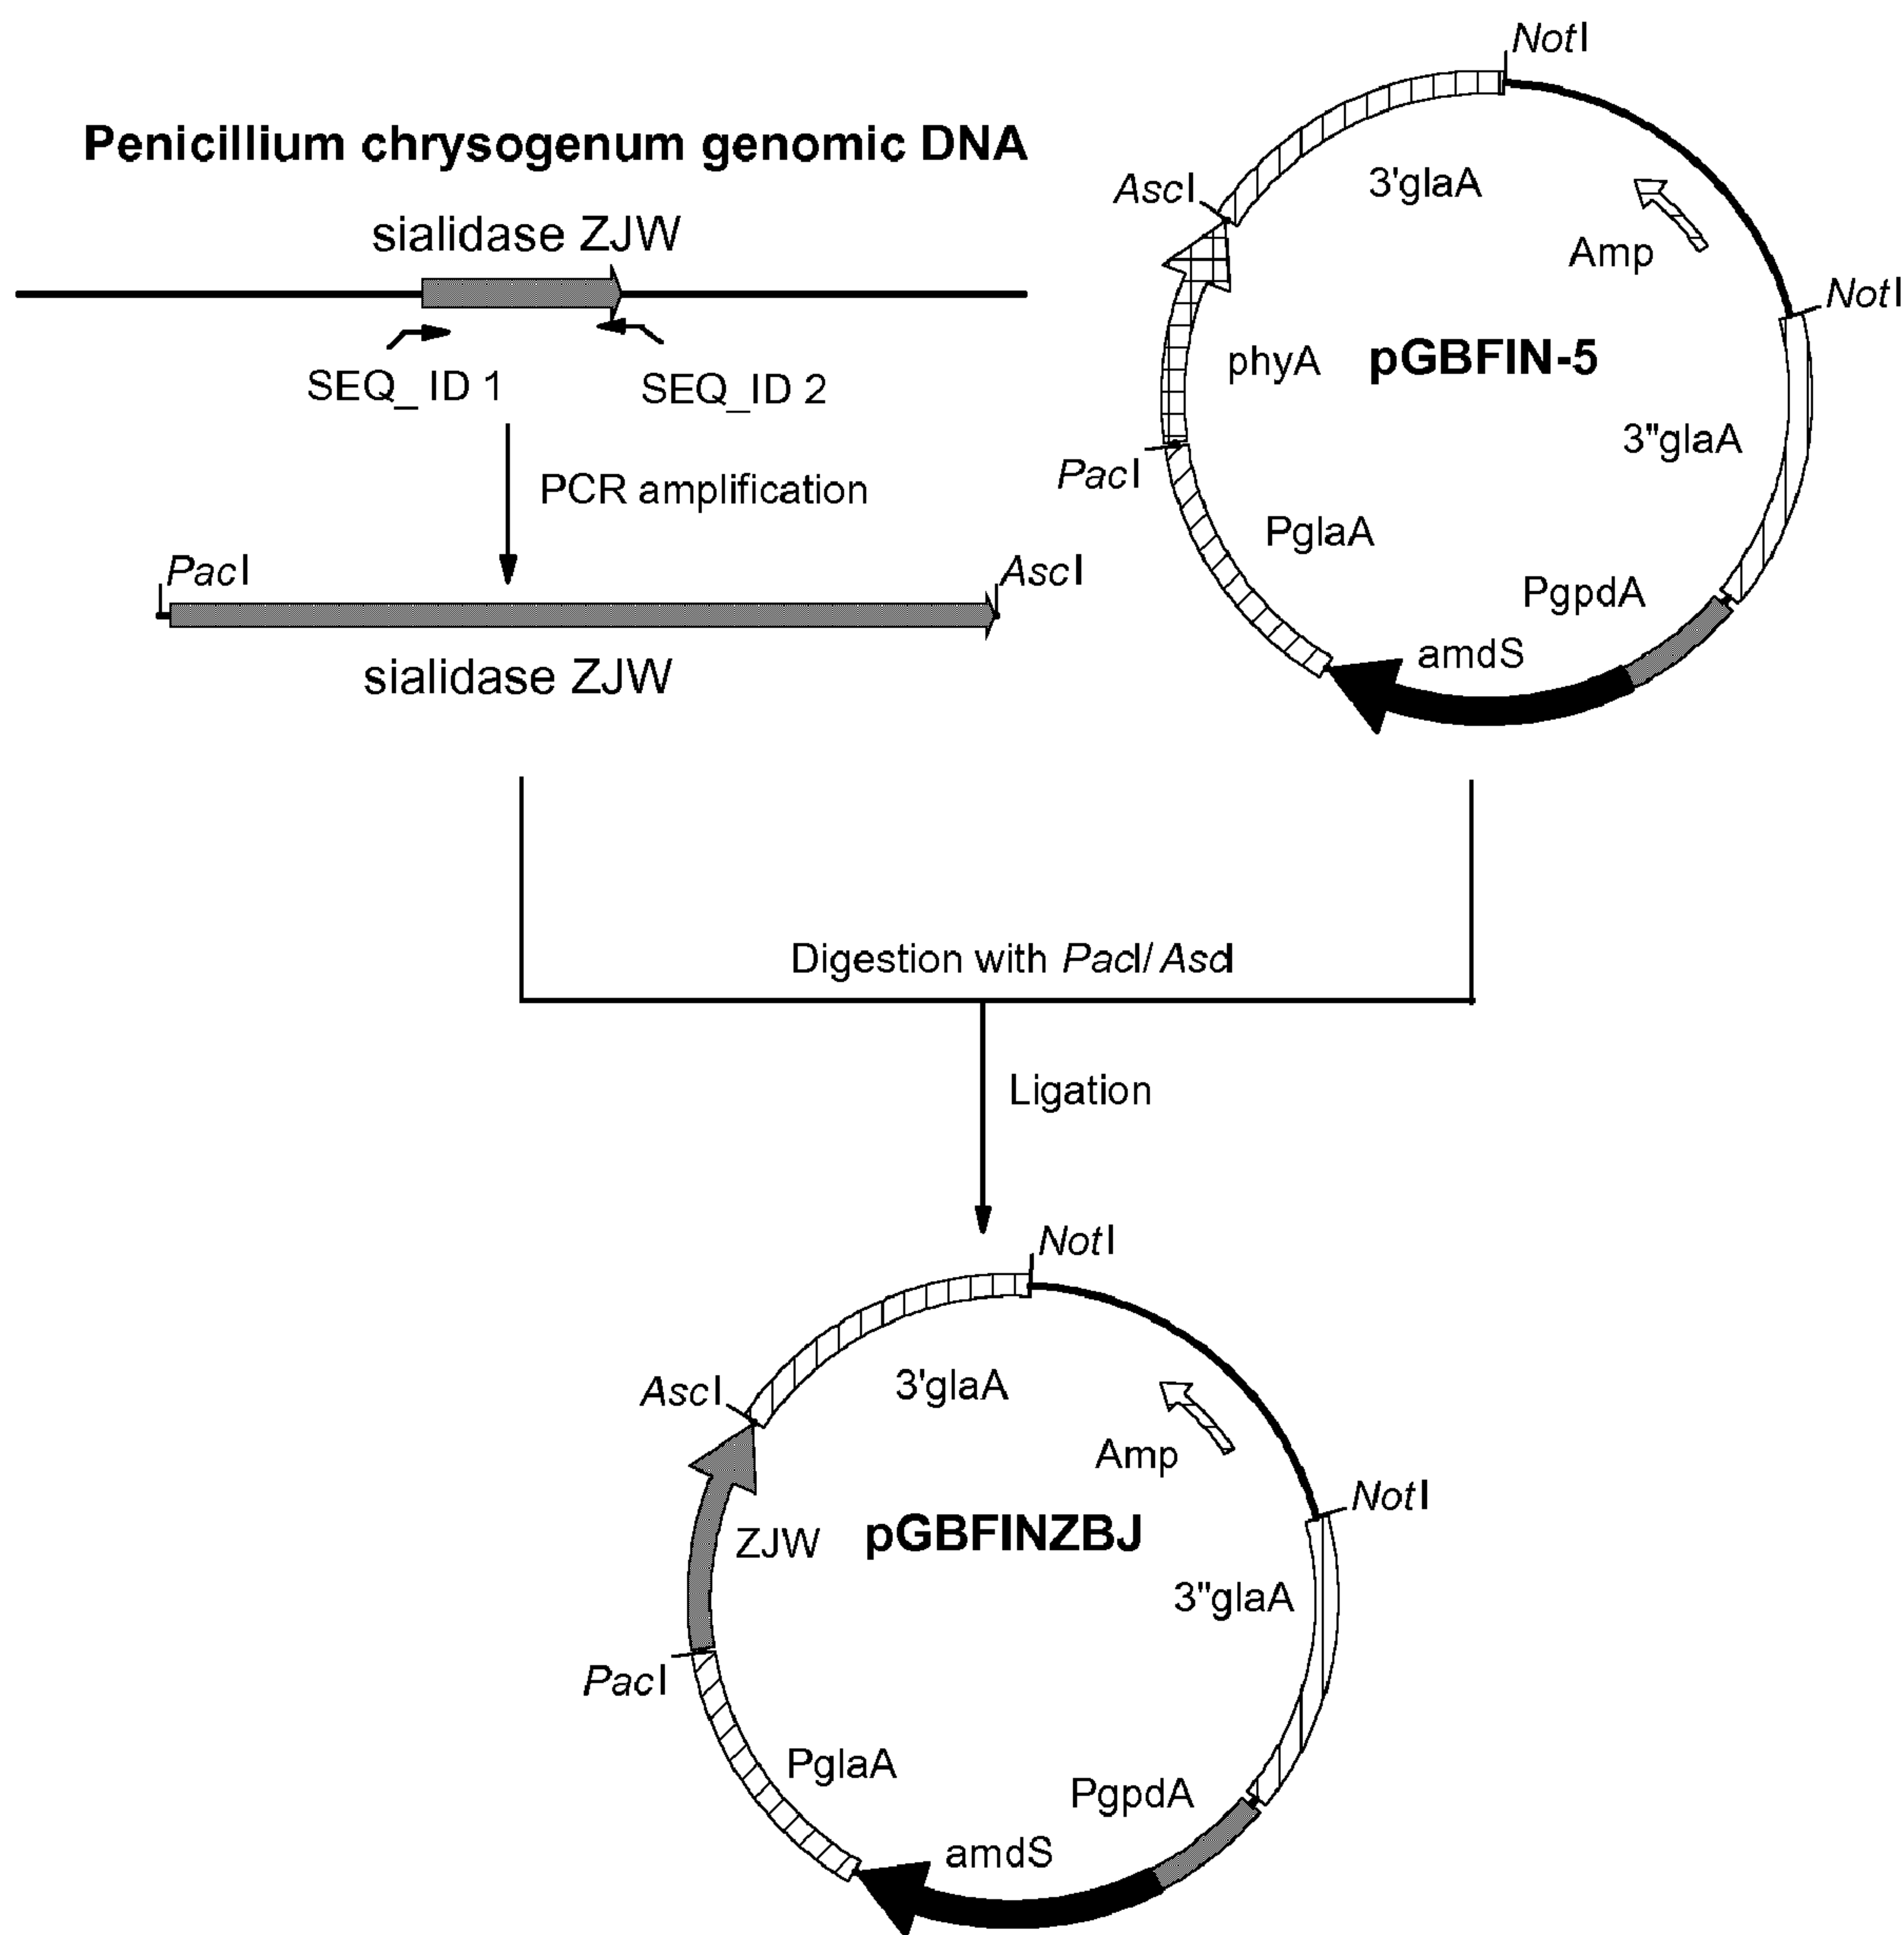 Penicillium chrysogenum genomic DNA
sialidase ZJW
SEQ_ ID 1
SEQ_ID 2
PCR amplification
PacI
AscI
sialidase ZJW
NotI
AscI
3'glaA
Amp
NotI
phyA
pGBFIN-5
3"glaA
PacI
PglaA
PgpdA
amdS
Digestion with PacI/AscI
Ligation
NotI
AscI
3'glaA
Amp
NotI
ZJW
pGBFINZBJ
3"glaA
PacI
PglaA
PgpdA
amdS